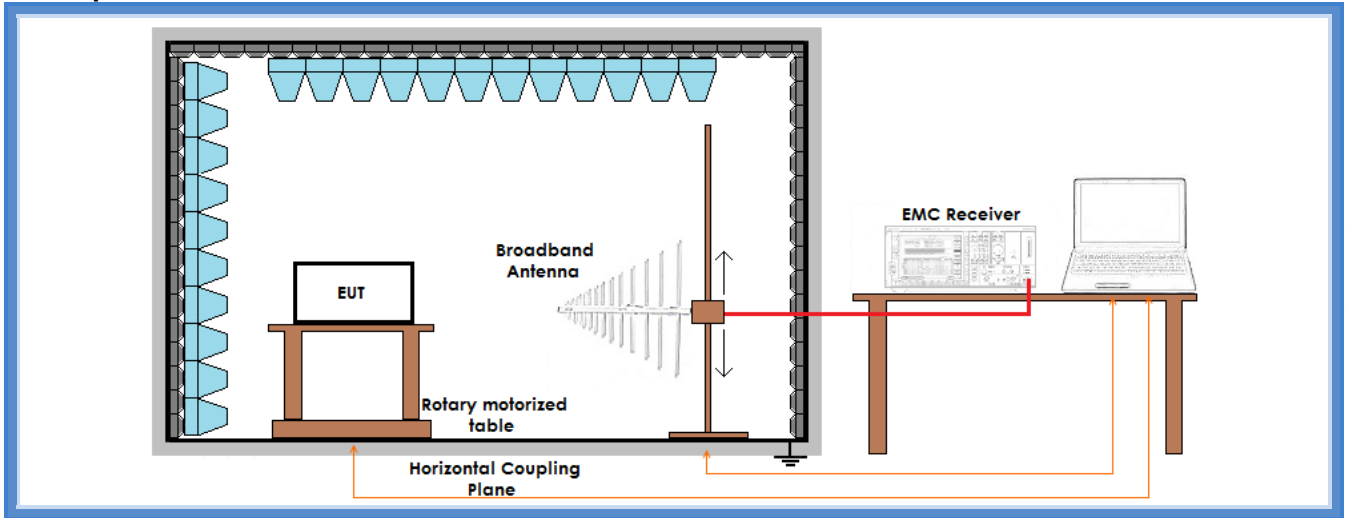 EMC Receiver
Broadband
Antenna
EUT
Rotary motorized
table
Horizontal Coupling
Plane